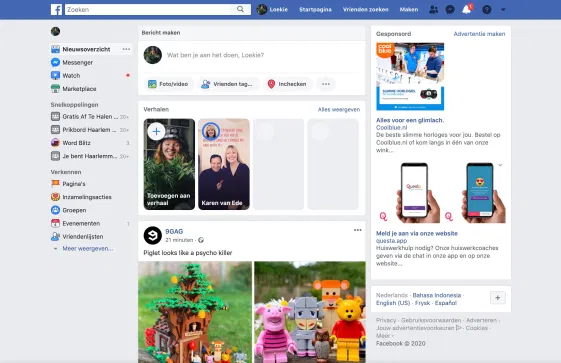 Zoeken
Loekie
Startpagina
Vrienden zoeken
Maken
Nieuwsoverzicht
Messenger
Watch
Marketplace
Snelkoppelingen
Gratis Af Te Halen ... 20+
Prikbord Haarlem 20+
Word Blitz 3
Je bent Haarlemm... 20+
Verkennen
Pagina's
Inzamelingsacties
Groepen
Evenementen 1
Vriendenlijsten
Meer weergeven...
Bericht maken
Wat ben je aan het doen, Loekie?
Foto/video
Vrienden tag...
Inchecken
Verhalen
Alles weergeven
Toevoegen aan
verhaal
Karen van Ede
9GAG
21 minuten
Piglet looks like a psycho killer
Gesponsord
Advertentie maken
cool
blue
Alles voor een glimlach.
Coolblue.nl
De beste slimme horloges voor jou. Bestel op
Coolblue.nl of kom langs in één van onze
wink...
Questa
Meld je aan via onze website
questa.app
Huiswerkhulp nodig? Onze huiswerkcoaches
geven via de chat in onze app en op onze
website...
Nederlands · Bahasa Indonesia ·
English (US) · Frysk · Español
Privacy · Gebruikersvoorwaarden · Adverteren ·
Jouw advertentievoorkeuren · Cookies ·
Meer
Facebook © 2020